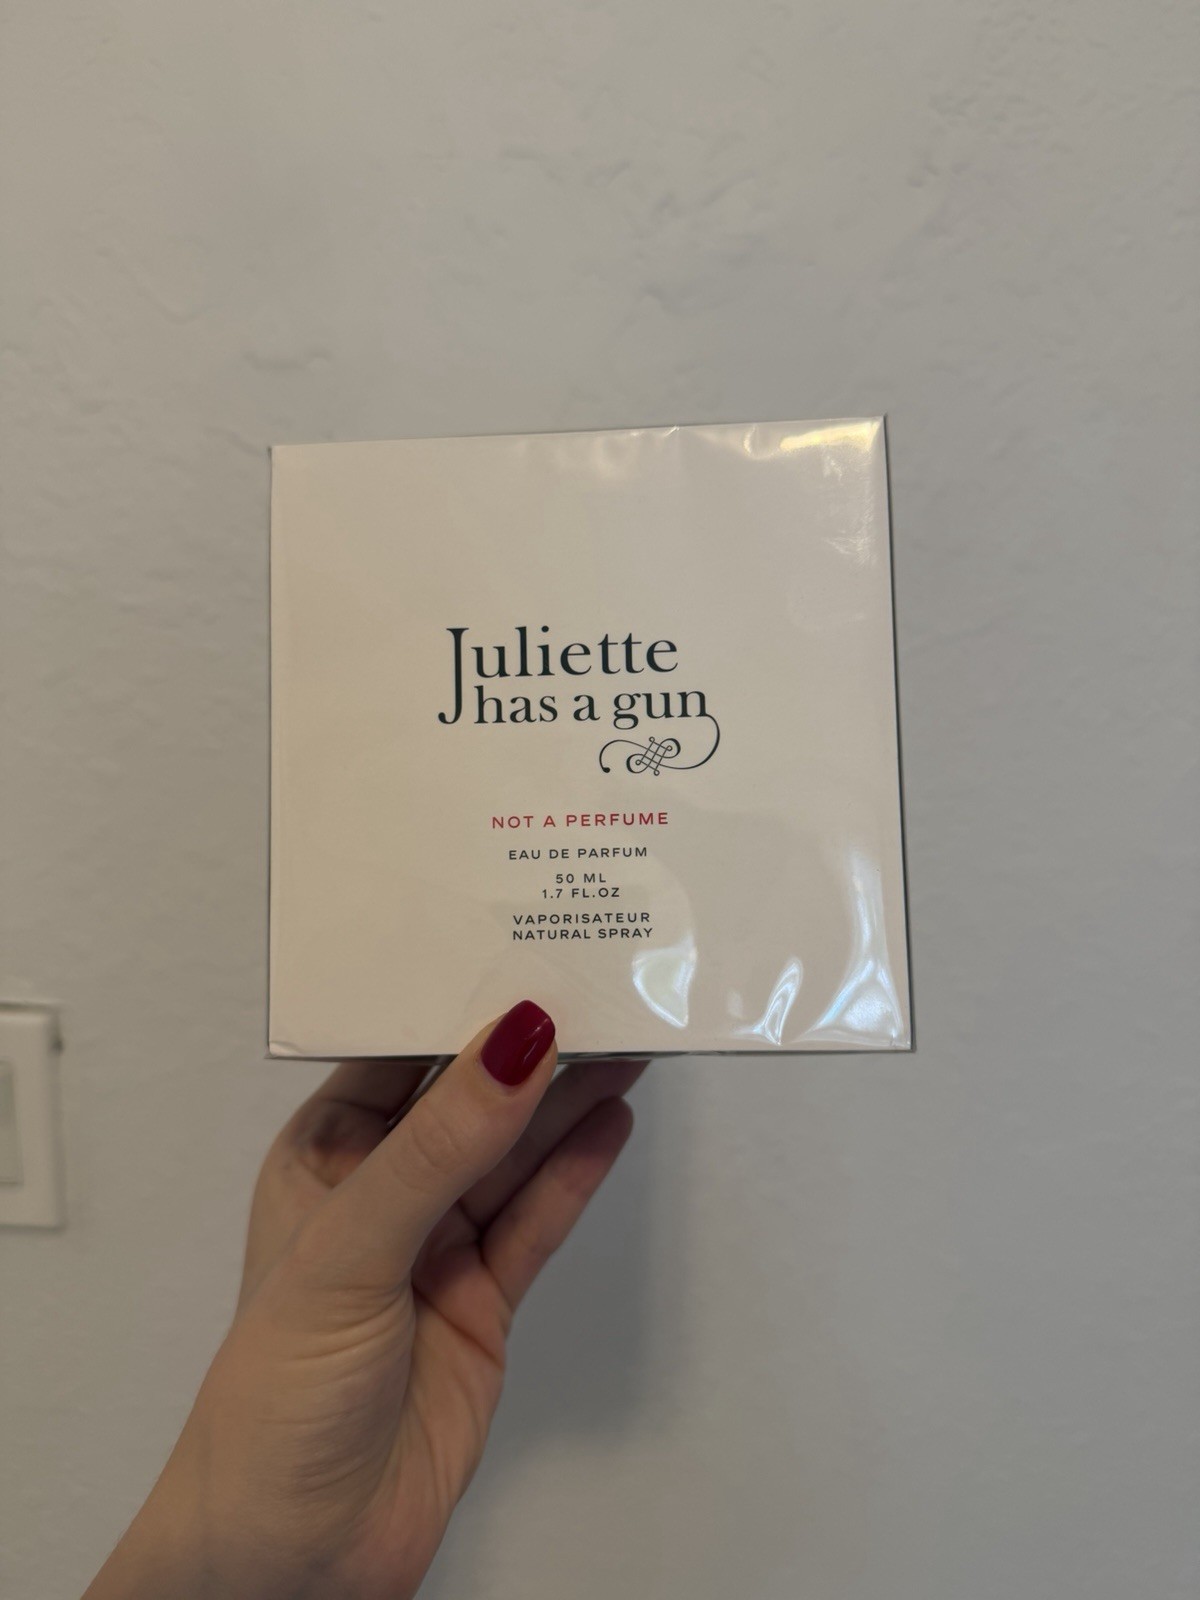 Juliette
has a gun
NOT A PERFUME
EAU DE PARFUM
50 ML
1.7 FL.OZ
VAPORISATEUR
NATURAL SPRAY